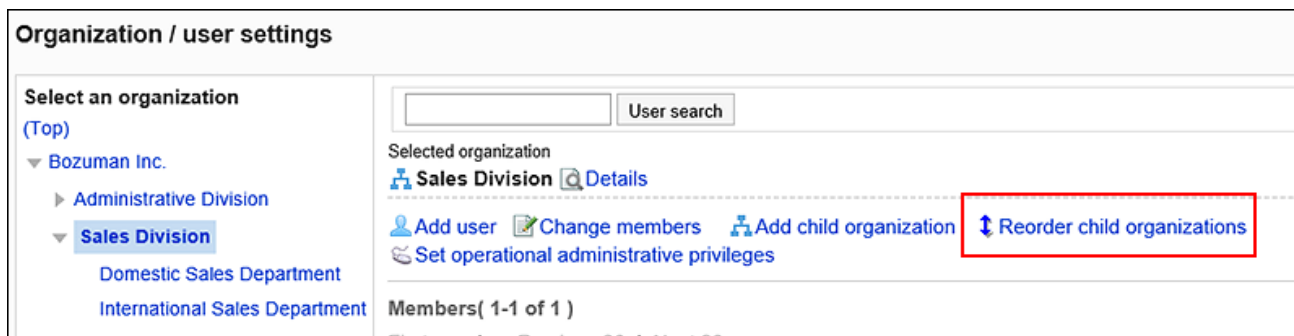 Organization / user settings
Select an organization
(Top)
Bozuman Inc.
Administrative Division
Sales Division
Domestic Sales Department
International Sales Department
User search
Selected organization
Sales Division Details
Add user Change members Add child organization Reorder child organizations
Set operational administrative privileges
Members( 1-1 of 1 )